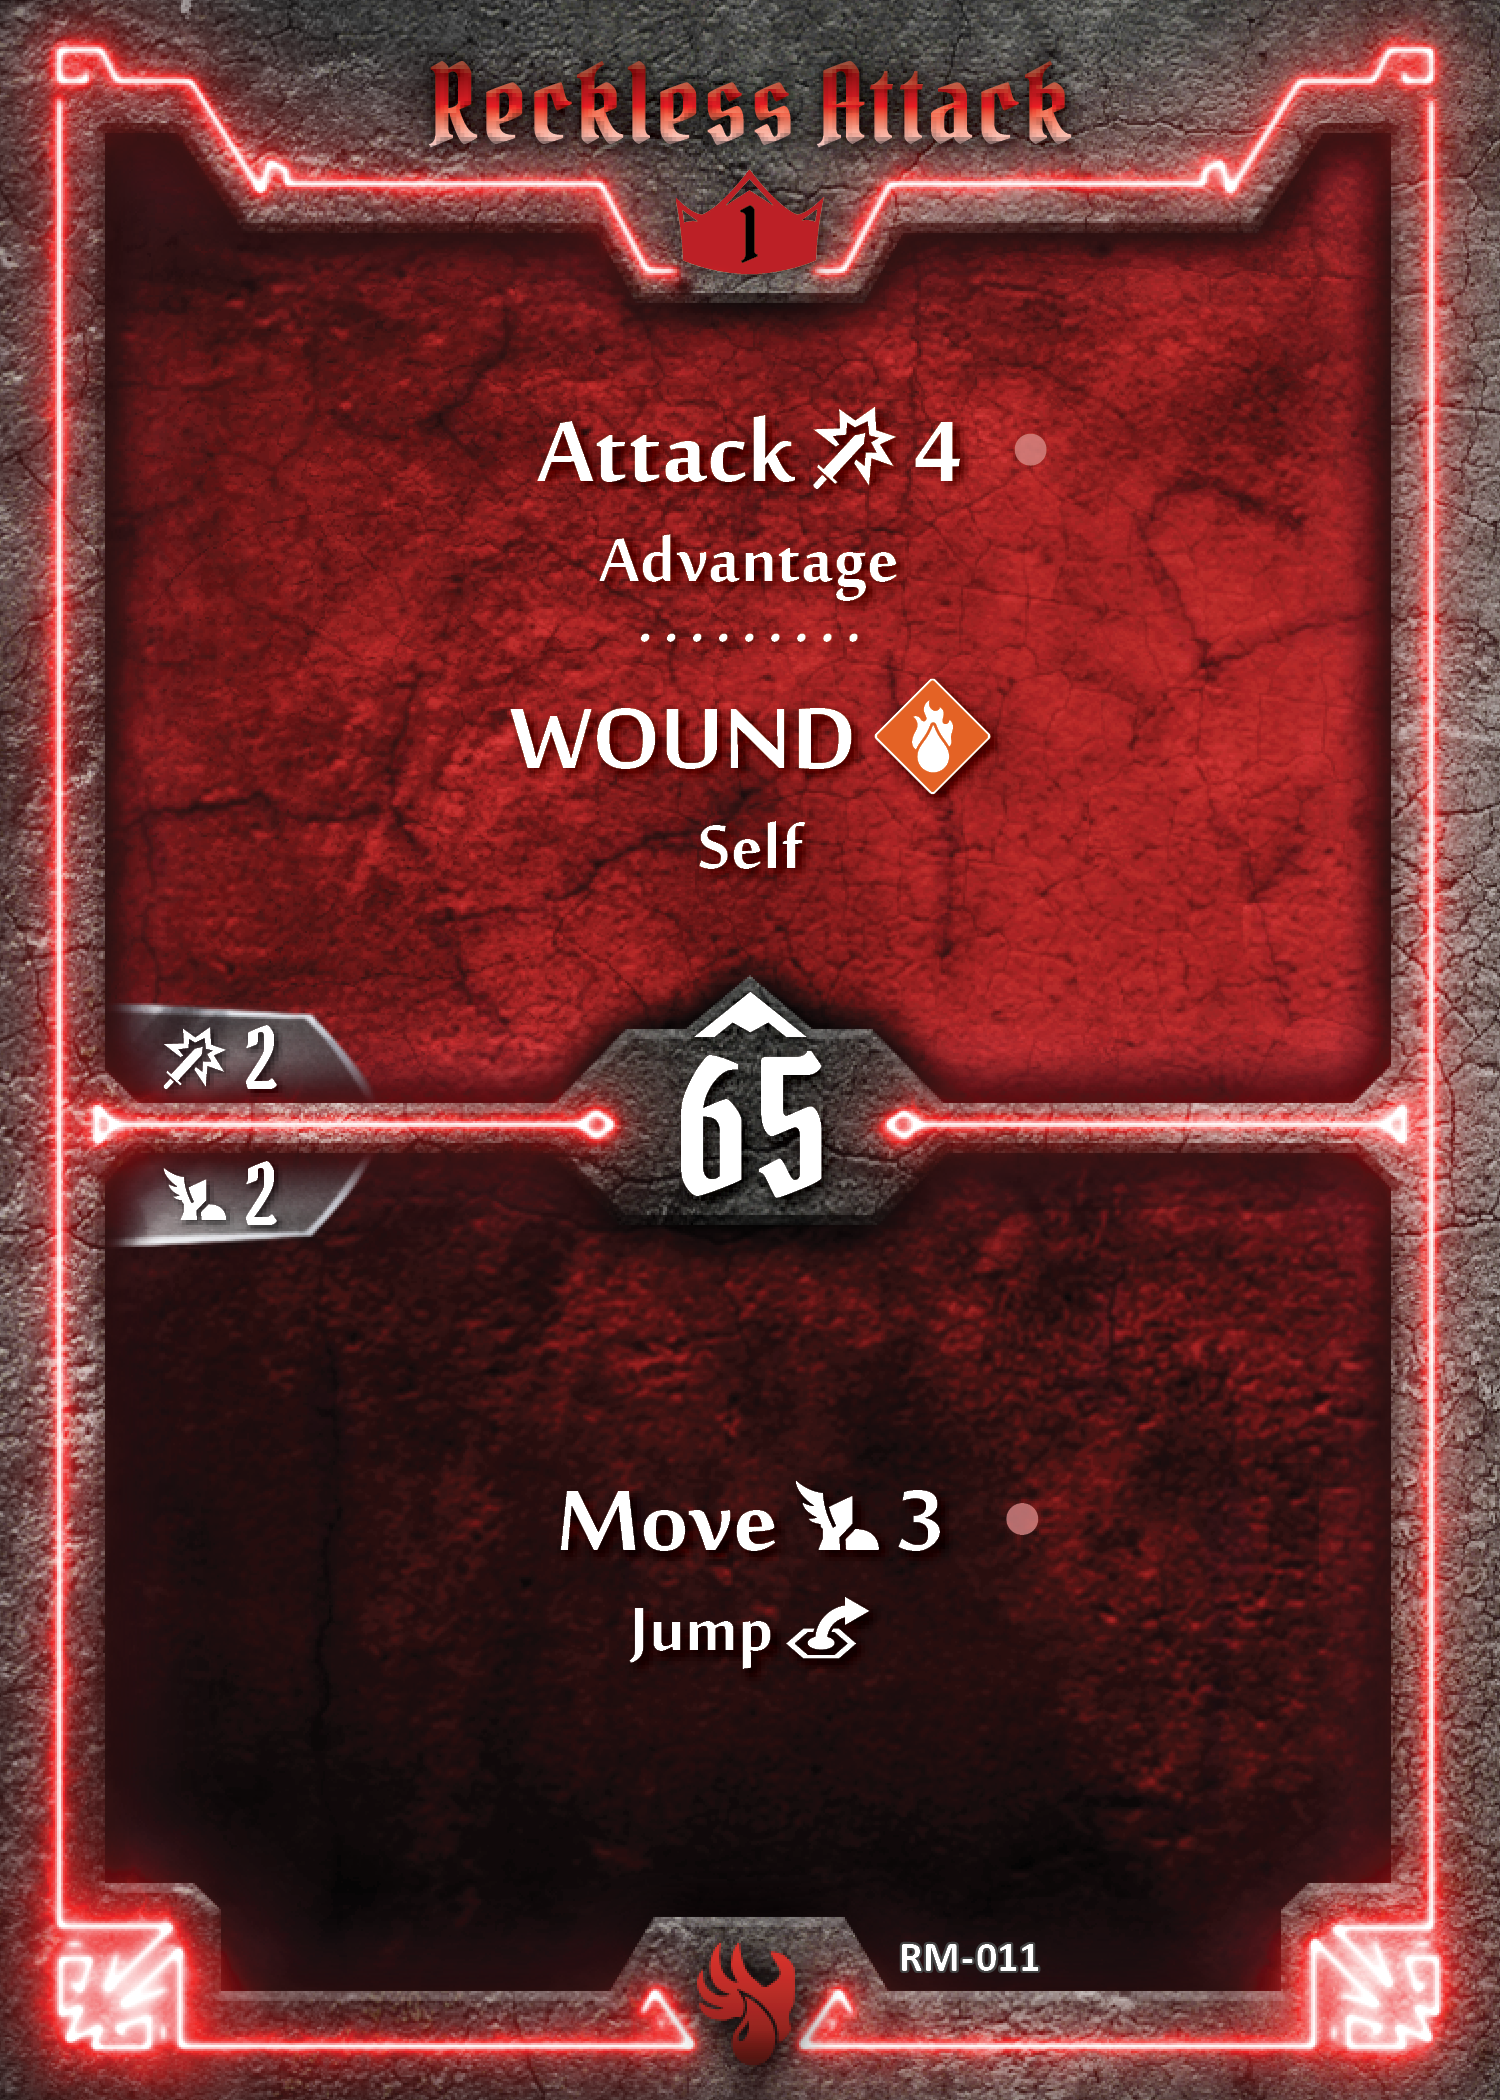 Reckless Attack
1
Attack 4
Advantage
.........
WOUND
Self
2
65
2
Move 3
Jump
RM-011